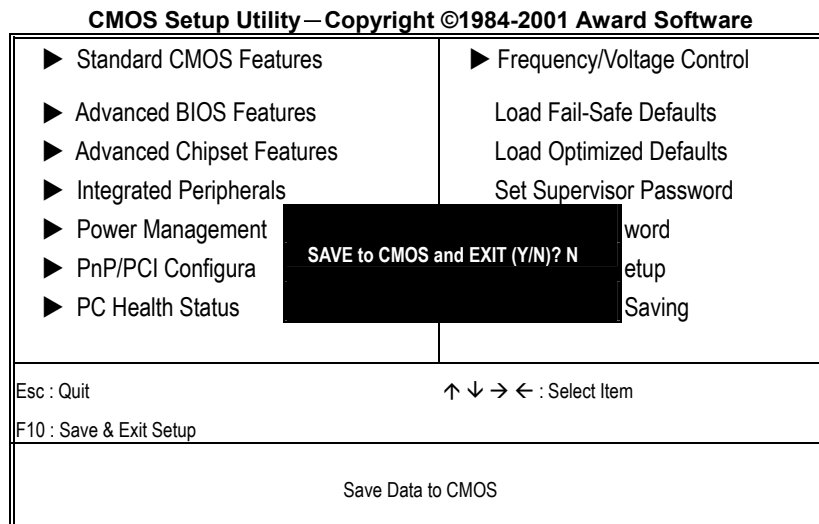 CMOS Setup Utility－Copyright ©1984-2001 Award Software
▶ Standard CMOS Features
▶ Advanced BIOS Features
▶ Advanced Chipset Features
▶ Integrated Peripherals
▶ Power Management
▶ PnP/PCI Configura
▶ PC Health Status
▶ Frequency/Voltage Control
Load Fail-Safe Defaults
Load Optimized Defaults
Set Supervisor Password
word
etup
Saving
SAVE to CMOS and EXIT (Y/N)? N
Esc : Quit
↑ ↓ → ← : Select Item
F10 : Save & Exit Setup
Save Data to CMOS